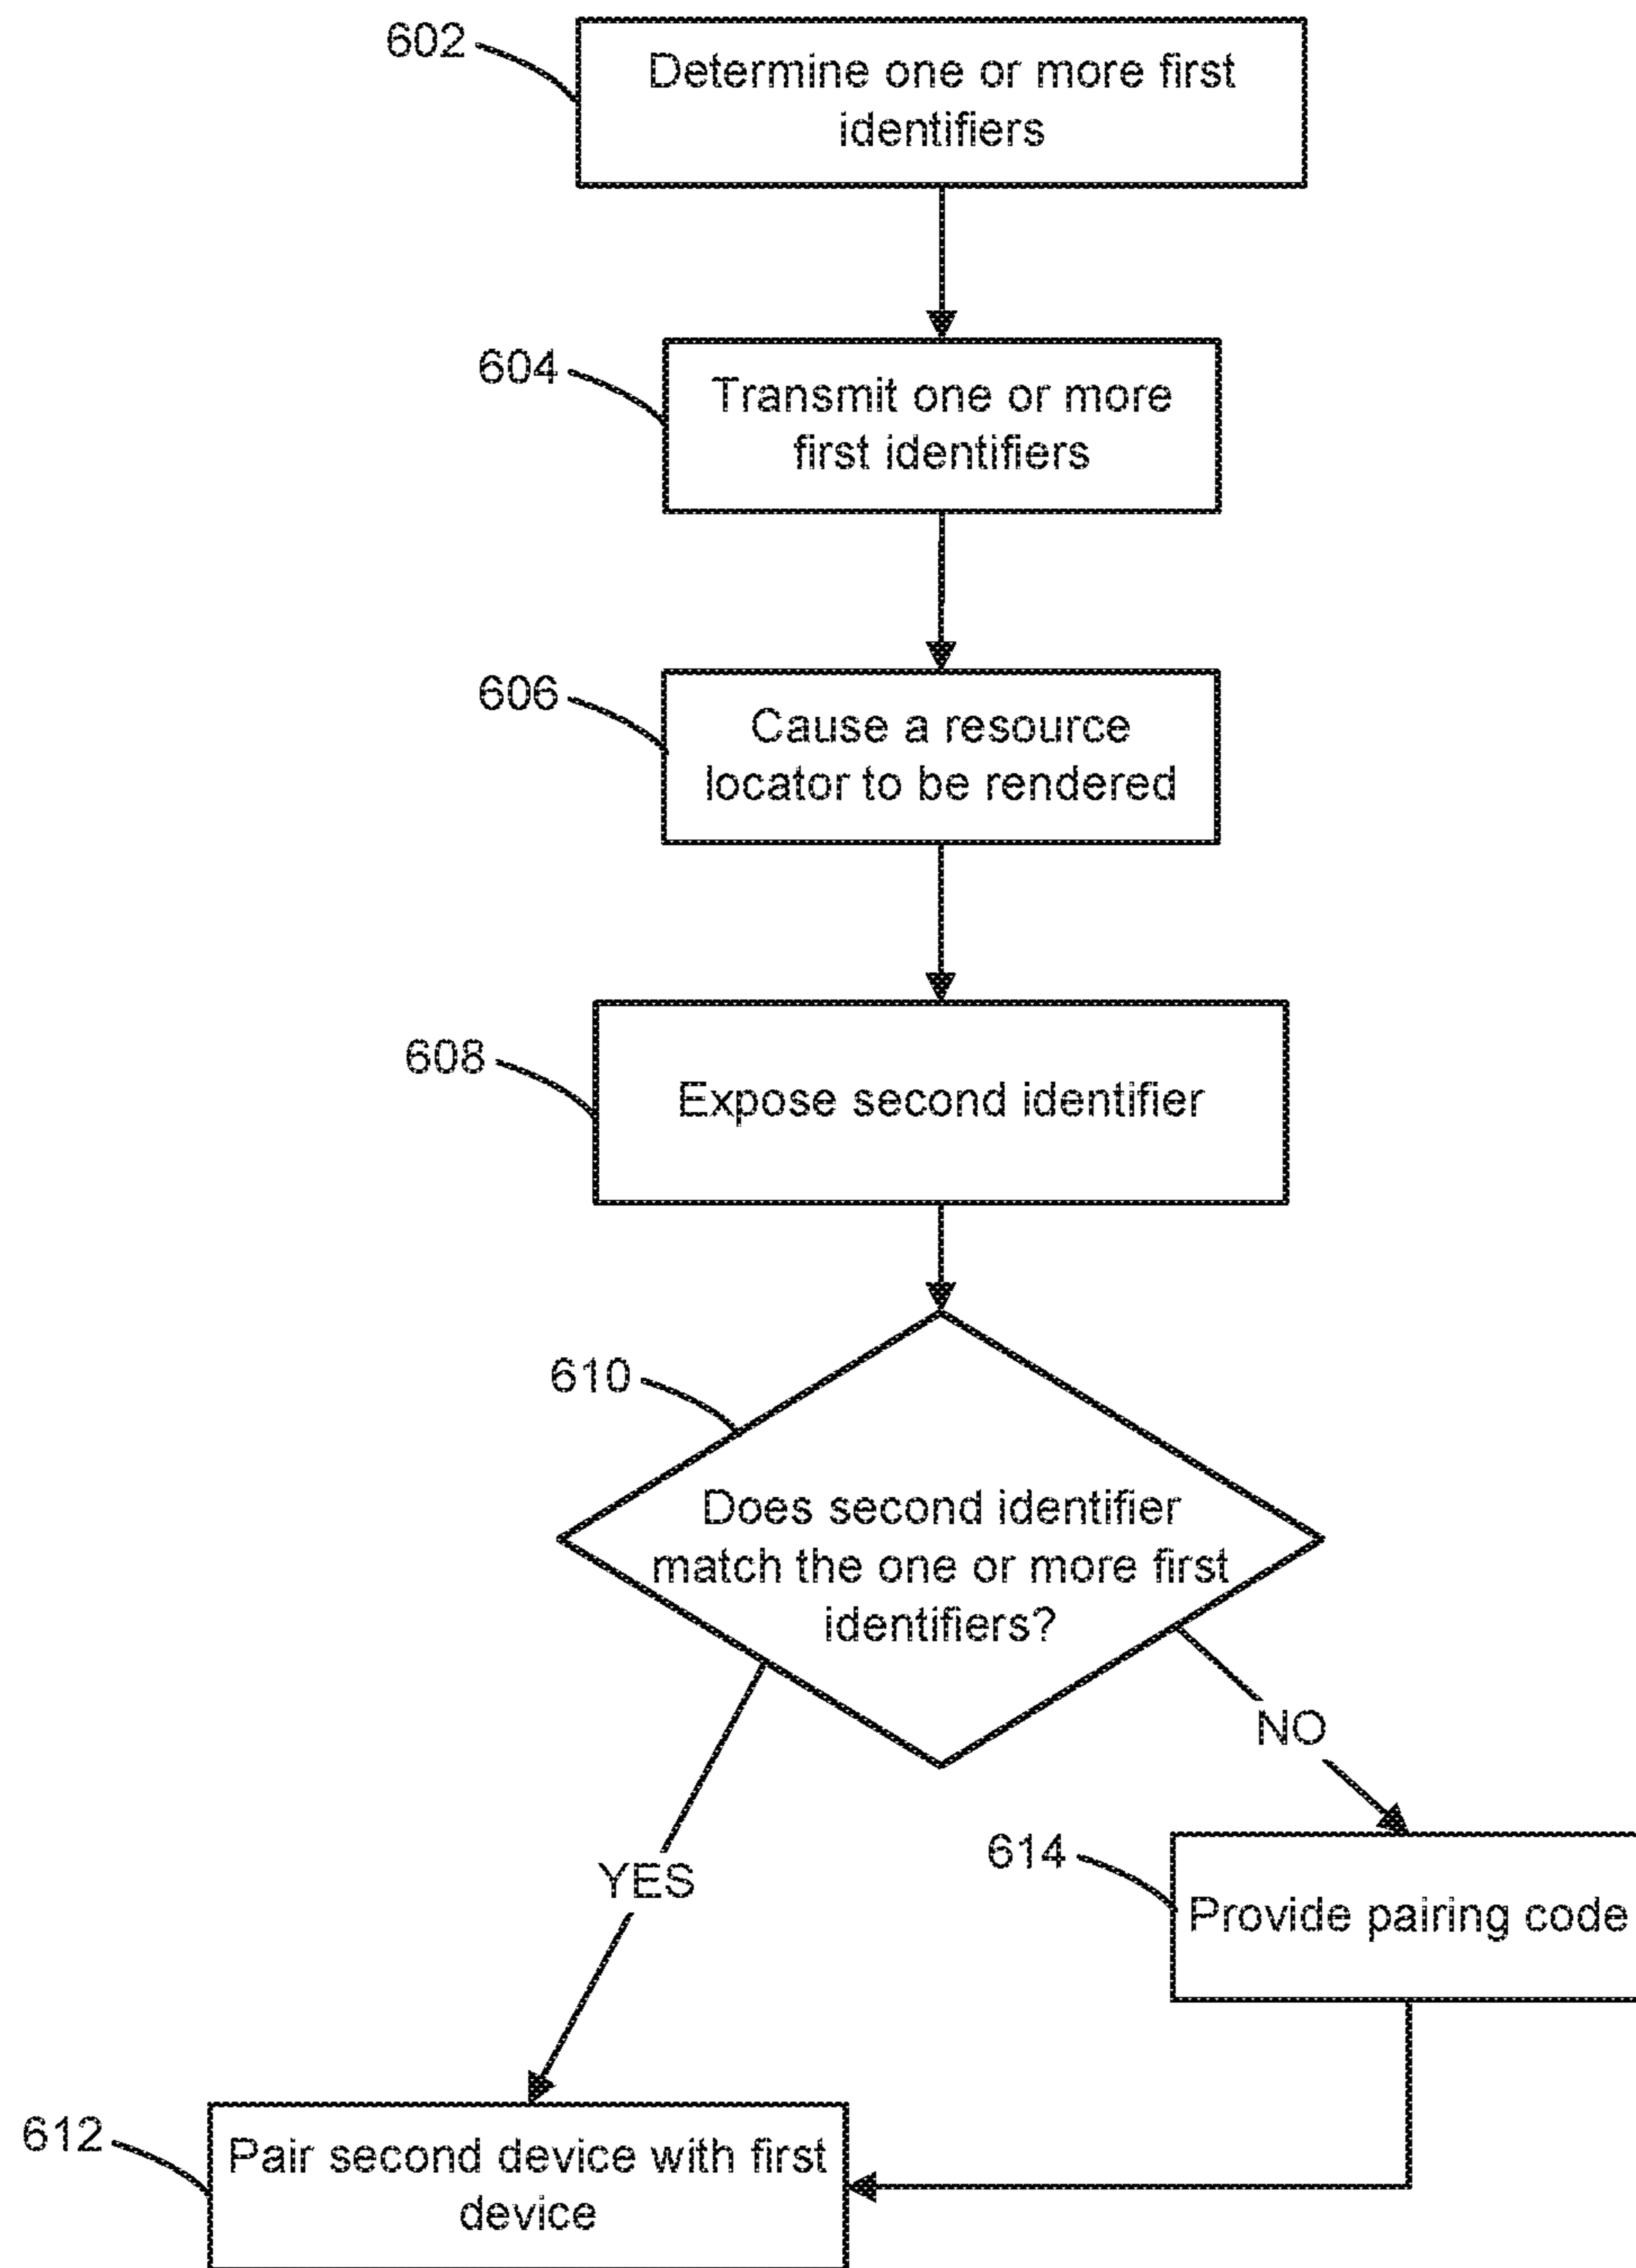 602
Determine one or more first
identifiers
604
Transmit one or more
first identifiers
606
Cause a resource
locator to be rendered
608
Expose second identifier
610
Does second identifier
match the one or more first
identifiers?
NO
YES
614
Provide pairing code
612
Pair second device with first
device